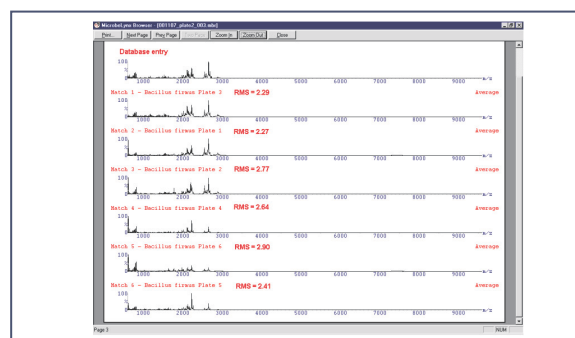 MicrobeLynx Browser - [001107_plate2_003.mdx]
Print... Next Page Prev Page Zoom In Zoom Out Close
Database entry
100
%
1000 2000 3000 4000 5000 6000 7000 8000 9000 m/z
Match 1 - Bacillus firmus Plate 3 RMS = 2.29 Average
100
%
1000 2000 3000 4000 5000 6000 7000 8000 9000 m/z
Match 2 - Bacillus firmus Plate 1 RMS = 2.27 Average
100
%
1000 2000 3000 4000 5000 6000 7000 8000 9000 m/z
Match 3 - Bacillus firmus Plate 2 RMS = 2.77 Average
100
%
1000 2000 3000 4000 5000 6000 7000 8000 9000 m/z
Match 4 - Bacillus firmus Plate 4 RMS = 2.64 Average
100
%
1000 2000 3000 4000 5000 6000 7000 8000 9000 m/z
Match 5 - Bacillus firmus Plate 6 RMS = 2.90 Average
100
%
1000 2000 3000 4000 5000 6000 7000 8000 9000 m/z
Match 6 - Bacillus firmus Plate 5 RMS = 2.41 Average
100
%
1000 2000 3000 4000 5000 6000 7000 8000 9000 m/z
Page 3 NUM